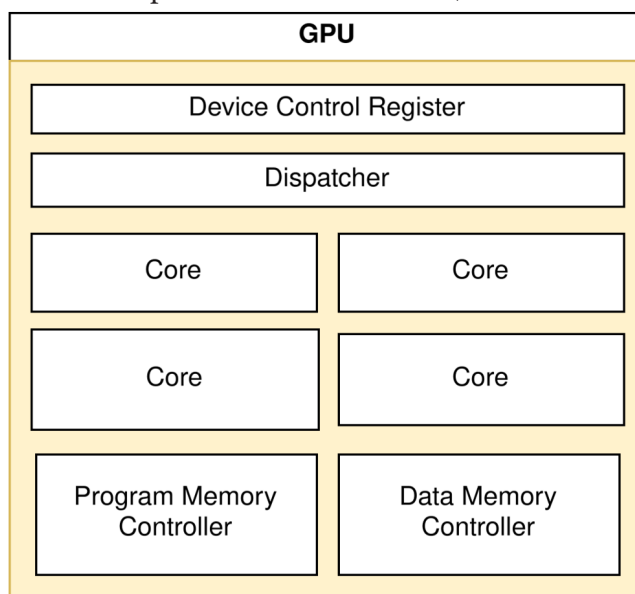 GPU
Device Control Register
Dispatcher
Core
Core
Core
Core
Program Memory
Controller
Data Memory
Controller